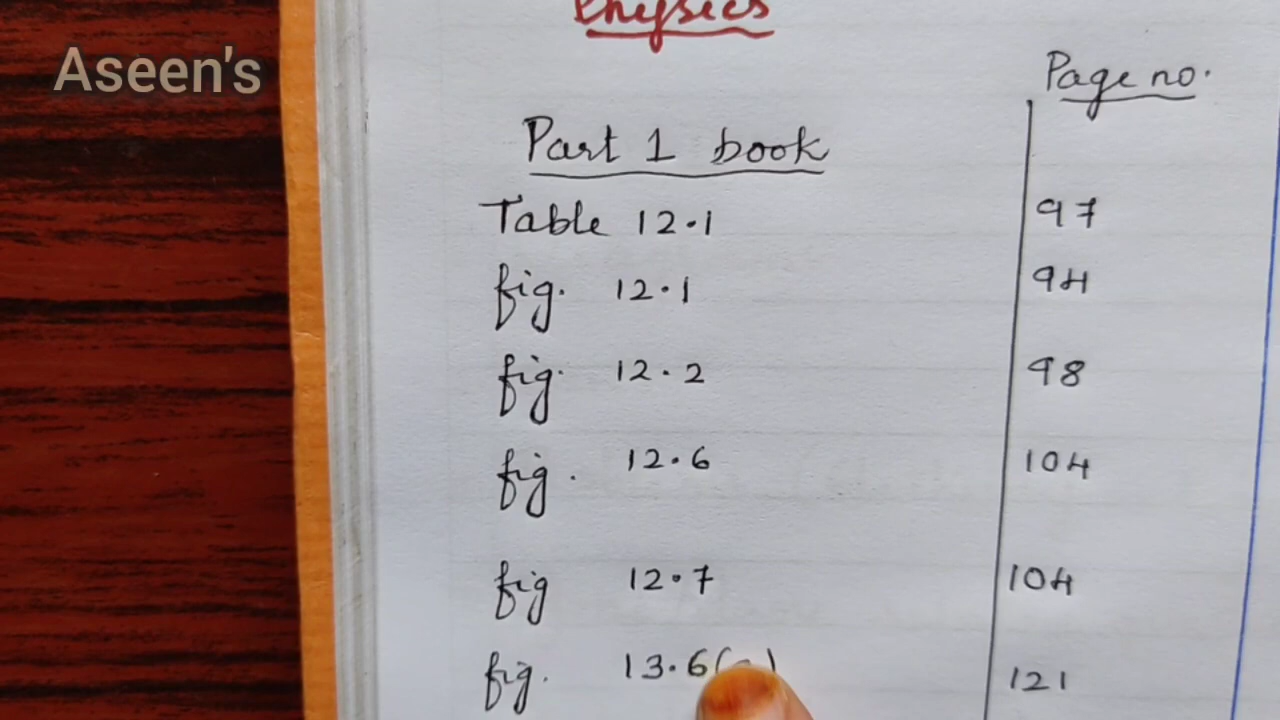 Physics
Aseen's
Page no.
Part 1 book
Table 12.1 97
fig. 12.1 94
fig. 12.2 98
fig. 12.6 104
fig 12.7 104
fig. 13.6 121